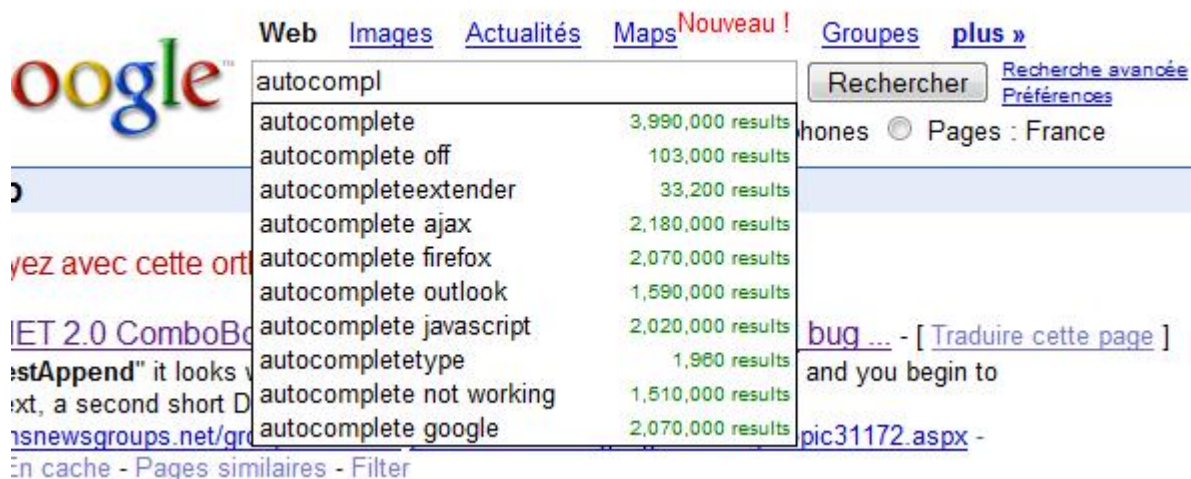 Web Images Actualités Maps Nouveau ! Groupes plus »
oogle™
autocompl Rechercher Recherche avancée
Préférences
autocomplete 3,990,000 results
hones Pages : France
autocomplete off 103,000 results
autocompleteextender 33,200 results
autocomplete ajax 2,180,000 results
yez avec cette ort
autocomplete firefox 2,070,000 results
autocomplete outlook 1,590,000 results
autocomplete javascript 2,020,000 results
IET 2.0 ComboBo bug ... - [ Traduire cette page ]
autocompletetype 1,960 results
estAppend" it looks and you begin to
autocomplete not working 1,510,000 results
ext, a second short D
autocomplete google 2,070,000 results
nsnewsgroups.net/gr pic31172.aspx -
En cache - Pages similaires - Filter